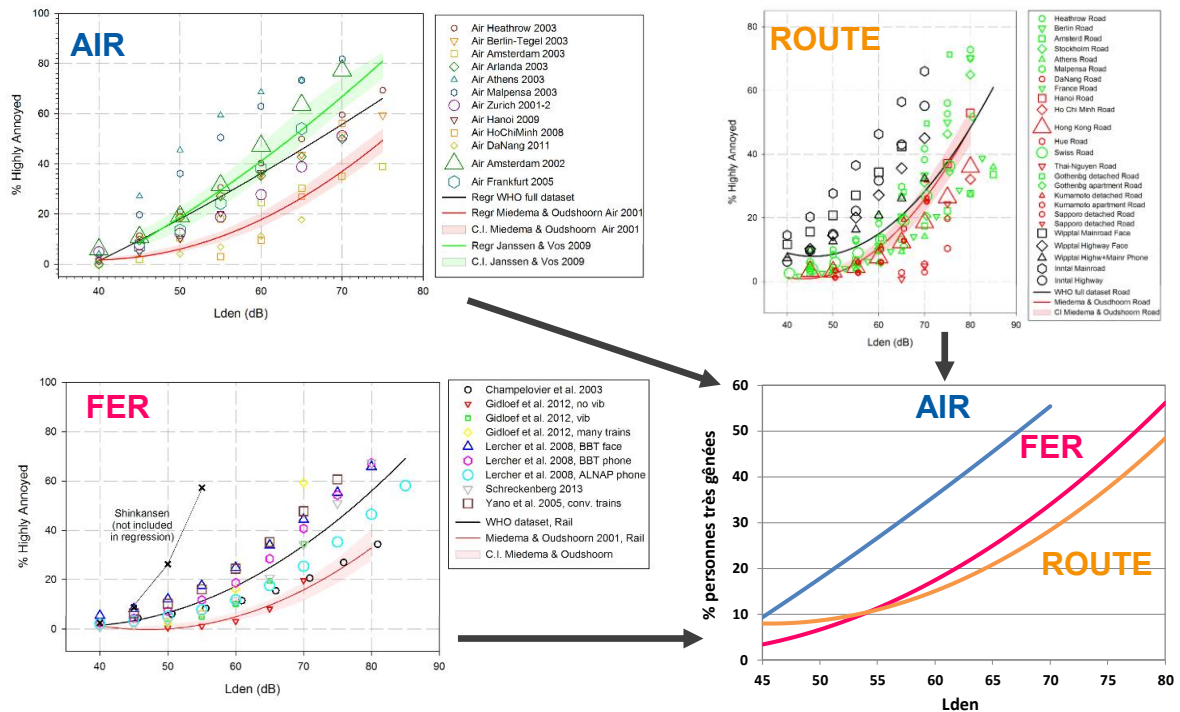 AIR
100
80
60
40
20
0
% Highly Annoyed
40
50
60
70
80
Lden (dB)
Air Heathrow 2003
Air Berlin-Tegel 2003
Air Amsterdam 2003
Air Arlanda 2003
Air Athens 2003
Air Malpensa 2003
Air Zurich 2001-2
Air Hanoi 2009
Air HoChiMinh 2008
Air DaNang 2011
Air Amsterdam 2002
Air Frankfurt 2005
Regr WHO full dataset
Regr Miedema & Oudshoorn Air 2001
C.I. Miedema & Oudshoorn Air 2001
Regr Janssen & Vos 2009
C.I. Janssen & Vos 2009
ROUTE
80
60
40
20
0
% Highly Annoyed
40
50
60
70
80
90
Lden (dB)
Heathrow Road
Berlin Road
Amsterd Road
Stockholm Road
Athens Road
Malpensa Road
DaNang Road
France Road
Hanoi Road
Ho Chi Minh Road
Hong Kong Road
Hue Road
Swiss Road
Thai-Nguyen Road
Gothenbg detached Road
Gothenbg apartment Road
Kumamoto detached Road
Kumamoto apartment Road
Sapporo detached Road
Sapporo detached Road
Wipptal Mainroad Face
Wipptal Highway Face
Wipptal Highw+Mainr Phone
Inntal Mainroad
Inntal Highway
WHO full dataset Road
Miedema & Ousdhoorn Road
CI Miedema & Oudshoorn Road
FER
100
80
60
40
20
0
% Highly Annoyed
Shinkansen
(not included
in regression)
40
50
60
70
80
90
Lden (dB)
Champelovier et al. 2003
Gidloef et al. 2012, no vib
Gidloef et al. 2012, vib
Gidloef et al. 2012, many trains
Lercher et al. 2008, BBT face
Lercher et al. 2008, BBT phone
Lercher et al. 2008, ALNAP phone
Schreckenberg 2013
Yano et al. 2005, conv. trains
WHO dataset, Rail
Miedema & Oudshoorn 2001, Rail
C.I. Miedema & Oudshoorn
60
50
40
30
20
10
0
% personnes très gênées
AIR
FER
ROUTE
45
50
55
60
65
70
75
80
Lden